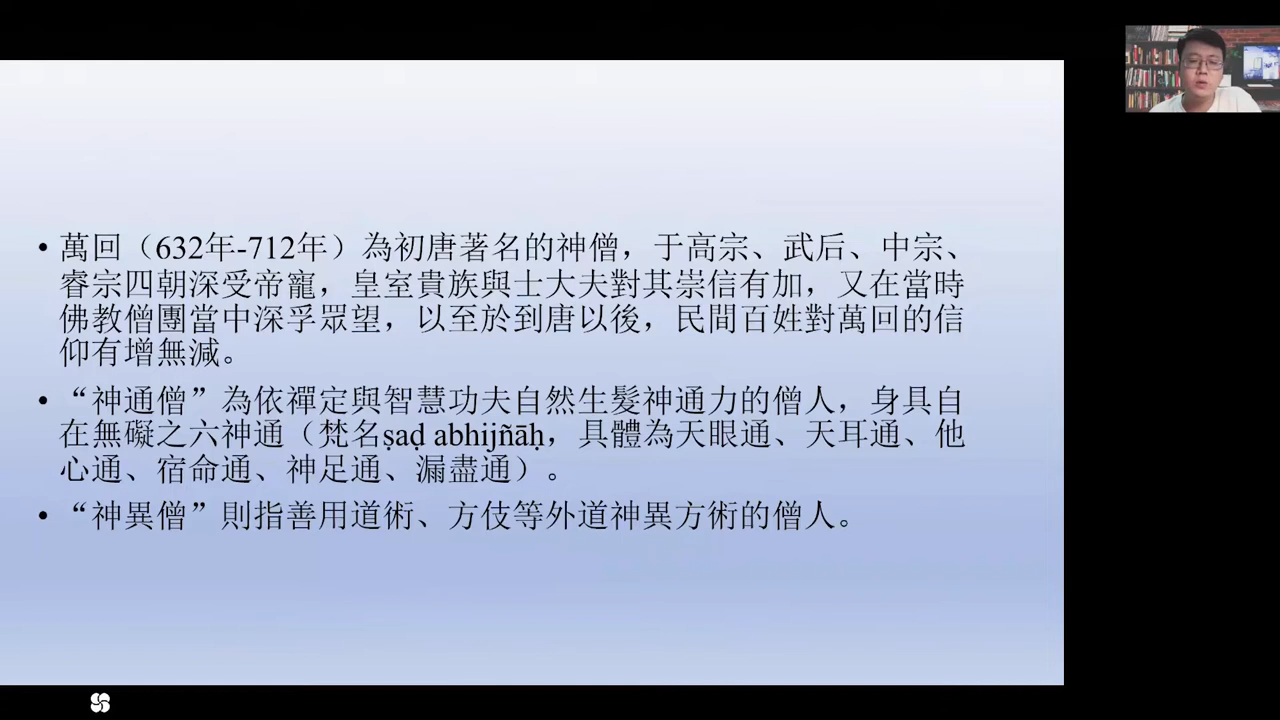 • 萬回（632年-712年）為初唐著名的神僧，于高宗、武后、中宗、
睿宗四朝深受帝寵，皇室貴族與士大夫對其崇信有加，又在當時
佛教僧團當中深孚眾望，以至於到唐以後，民間百姓對萬回的信
仰有增無減。
• “神通僧”為依禪定與智慧功夫自然生髮神通力的僧人，身具自
在無礙之六神通（梵名ṣaḍ abhijñāḥ，具體為天眼通、天耳通、他
心通、宿命通、神足通、漏盡通）。
• “神異僧”則指善用道術、方伎等外道神異方術的僧人。